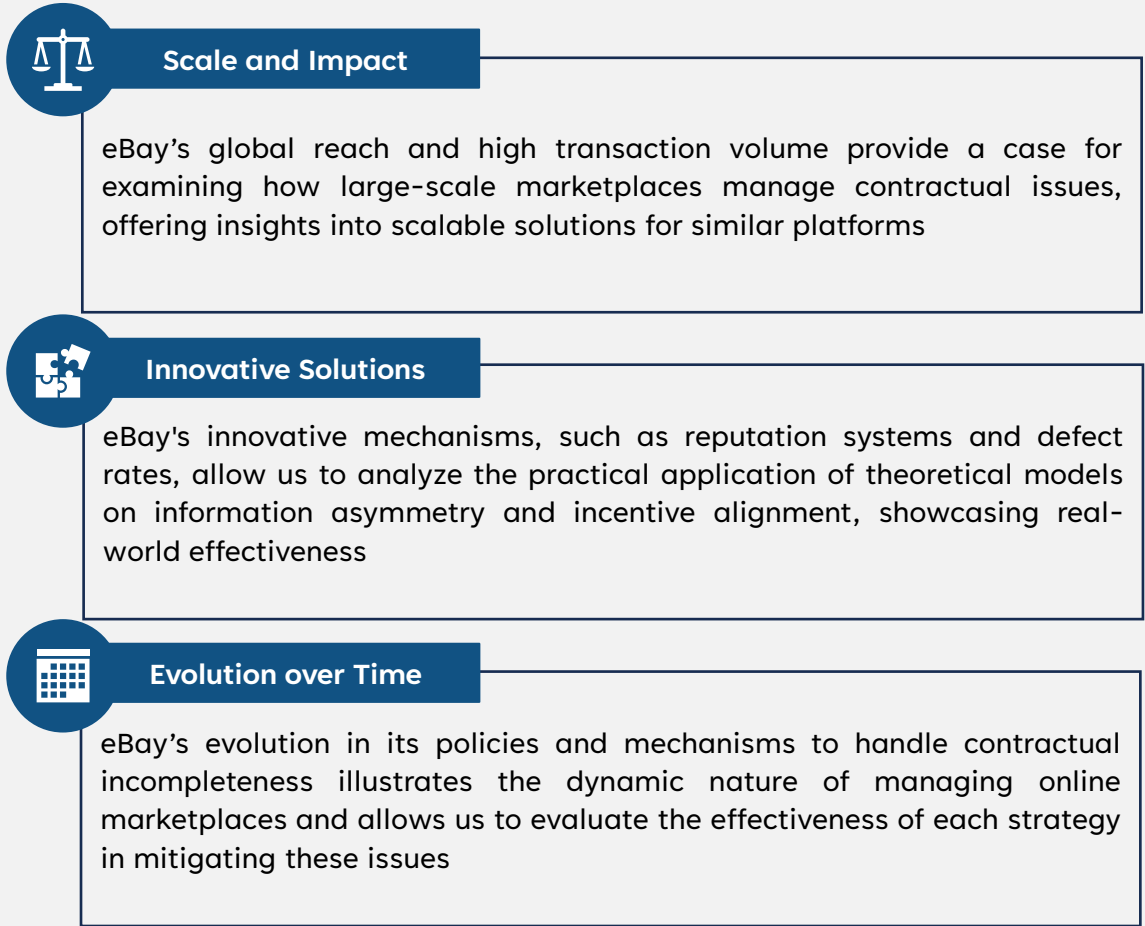 Scale and Impact
eBay’s global reach and high transaction volume provide a case for
examining how large-scale marketplaces manage contractual issues,
offering insights into scalable solutions for similar platforms
Innovative Solutions
eBay's innovative mechanisms, such as reputation systems and defect
rates, allow us to analyze the practical application of theoretical models
on information asymmetry and incentive alignment, showcasing real-
world effectiveness
Evolution over Time
eBay’s evolution in its policies and mechanisms to handle contractual
incompleteness illustrates the dynamic nature of managing online
marketplaces and allows us to evaluate the effectiveness of each strategy
in mitigating these issues